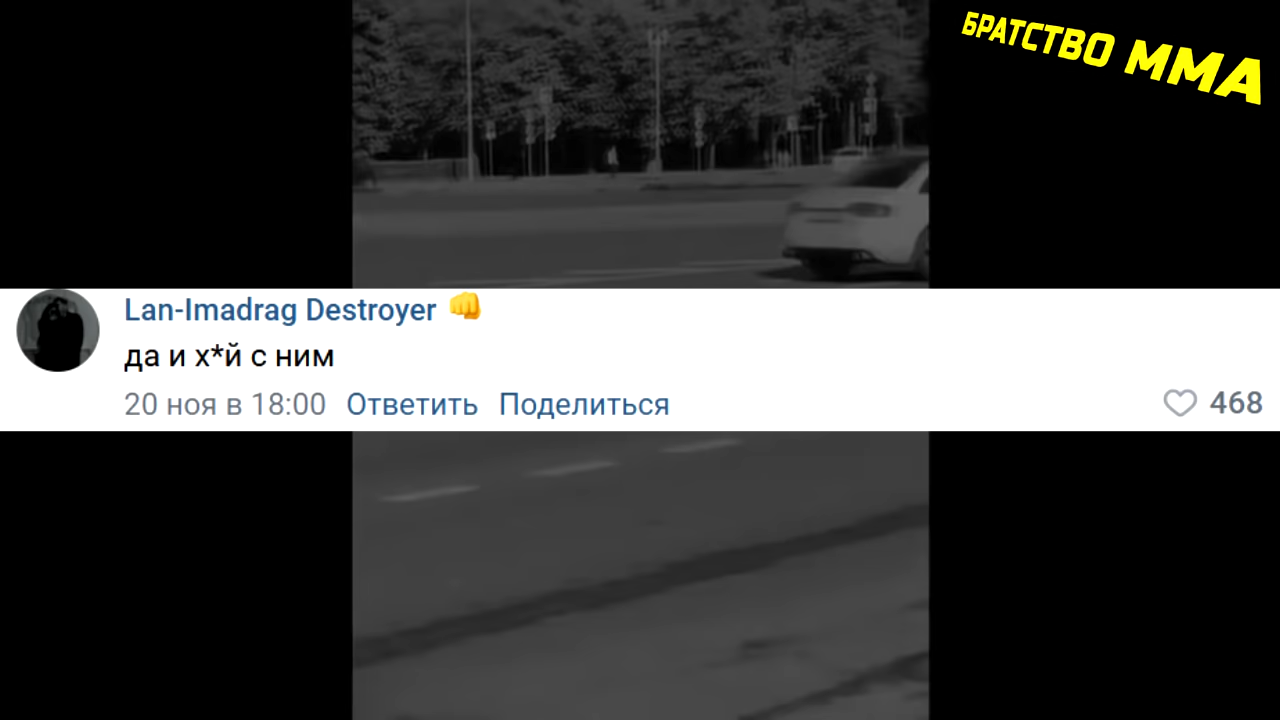 БРАТСТВО ММА
Lan-Imadrag Destroyer 👊
да и х*й с ним
20 ноя в 18:00 Ответить Поделиться 468